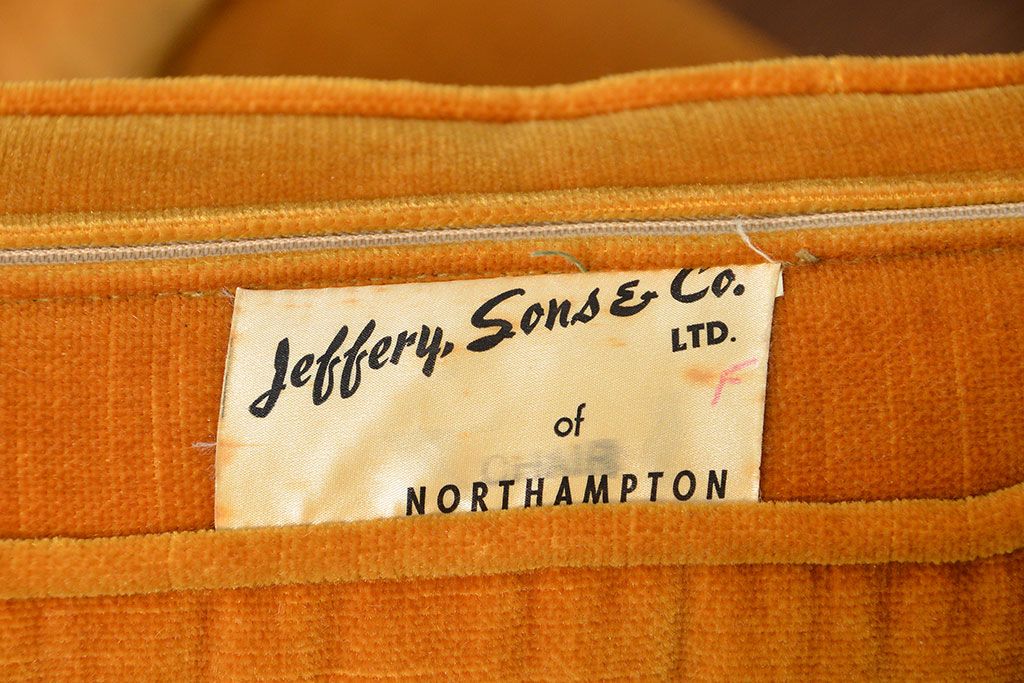 Jeffery, Sons & Co.
LTD.
F
of
NORTHAMPTON